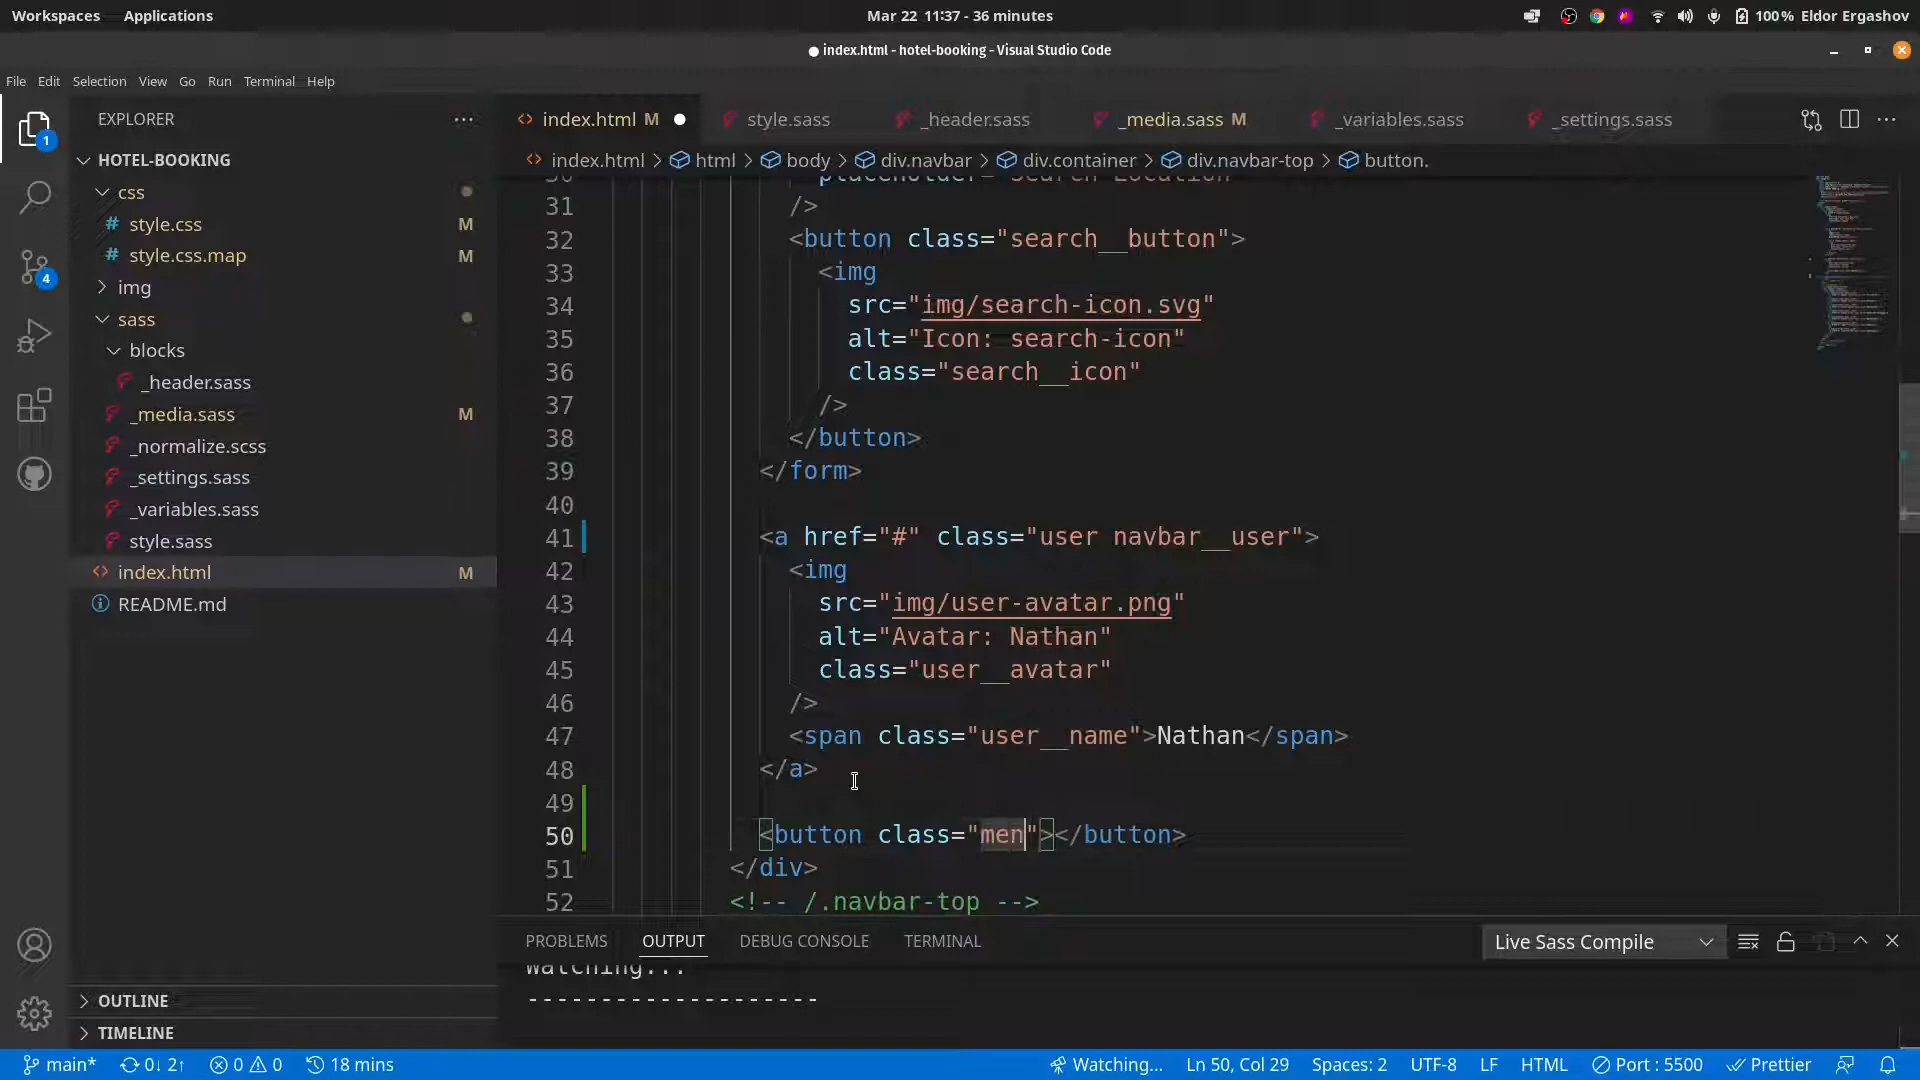 Workspaces Applications Mar 22 11:37 - 36 minutes 100% Eldor Ergashov
● index.html - hotel-booking - Visual Studio Code
File Edit Selection View Go Run Terminal Help
EXPLORER ···
1
4
HOTEL-BOOKING
css
# style.css M
# style.css.map M
img
sass
blocks
_header.sass
_media.sass M
_normalize.scss
_settings.sass
_variables.sass
style.sass
<> index.html M
README.md
OUTLINE
TIMELINE
<> index.html M ● style.sass _header.sass _media.sass M _variables.sass _settings.sass ···
<> index.html > html > body > div.navbar > div.container > div.navbar-top > button.
30 placeholder="Search Location"
31 />
32 <button class="search__button">
33 <img
34 src="img/search-icon.svg"
35 alt="Icon: search-icon"
36 class="search__icon"
37 />
38 </button>
39 </form>
40
41 <a href="#" class="user navbar__user">
42 <img
43 src="img/user-avatar.png"
44 alt="Avatar: Nathan"
45 class="user__avatar"
46 />
47 <span class="user__name">Nathan</span>
48 </a>
49
50 <button class="men"></button>
51 </div>
52 <!-- /.navbar-top -->
PROBLEMS OUTPUT DEBUG CONSOLE TERMINAL Live Sass Compile
Watching...
--------------------
main* 0↓ 2↑ 0 0 18 mins Watching... Ln 50, Col 29 Spaces: 2 UTF-8 LF HTML Port : 5500 Prettier